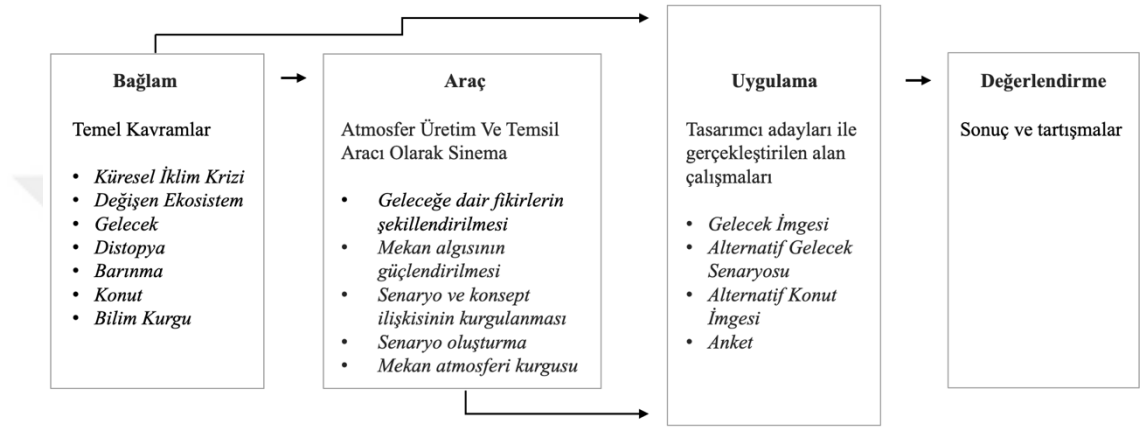 Bağlam
Temel Kavramlar
• Küresel İklim Krizi
• Değişen Ekosistem
• Gelecek
• Distopya
• Barınma
• Konut
• Bilim Kurgu
Araç
Atmosfer Üretim Ve Temsil
Aracı Olarak Sinema
• Geleceğe dair fikirlerin
şekillendirilmesi
• Mekan algısının
güçlendirilmesi
• Senaryo ve konsept
ilişkisinin kurgulanması
• Senaryo oluşturma
• Mekan atmosferi kurgusu
Uygulama
Tasarımcı adayları ile
gerçekleştirilen alan
çalışmaları
• Gelecek İmgesi
• Alternatif Gelecek
Senaryosu
• Alternatif Konut
İmgesi
• Anket
Değerlendirme
Sonuç ve tartışmalar